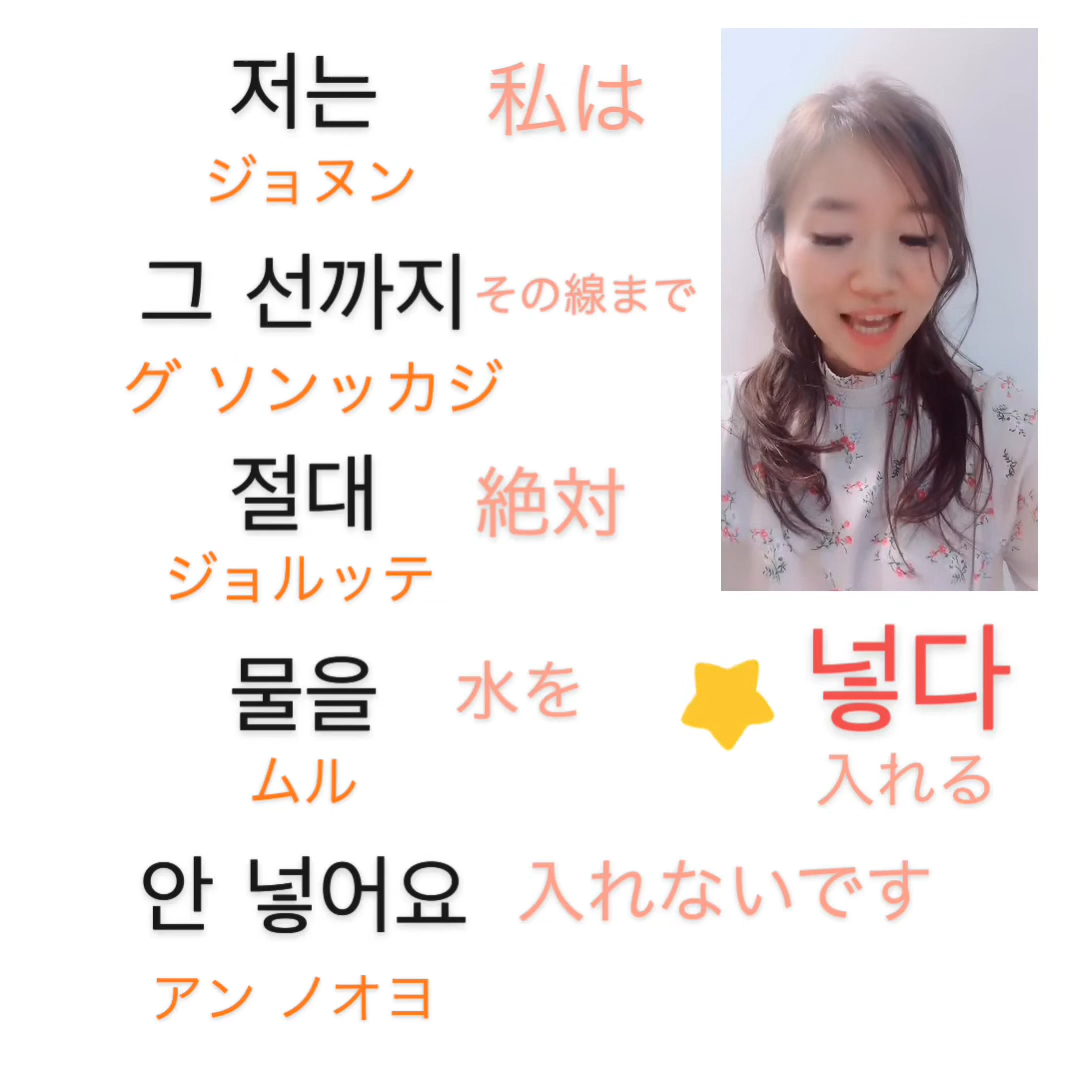 저는 私は
ジョヌン
그 선까지 その線まで
グ ソンッカジ
절대 絶対
ジョルッテ
물을 水を
ムル
넣다
入れる
안 넣어요 入れないです
アン ノオヨ